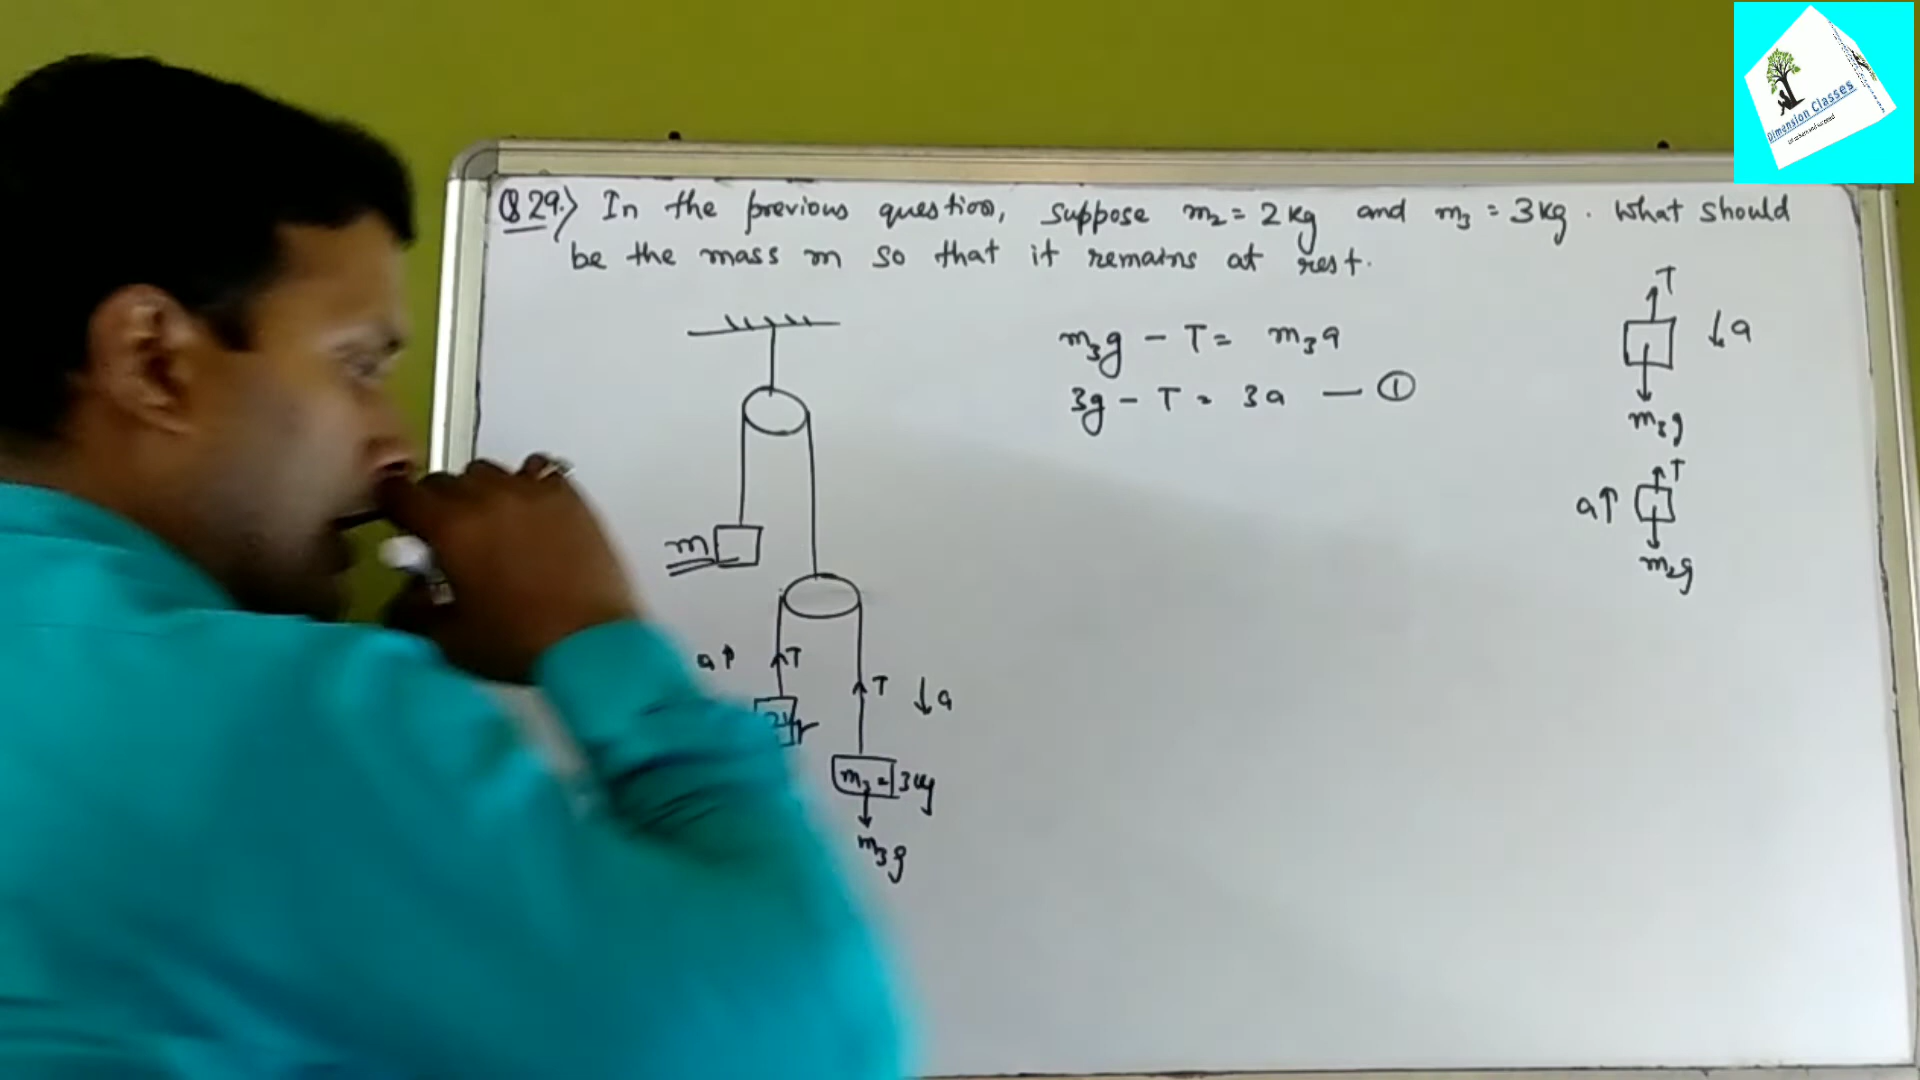 Q 29.> In the previous question, suppose m₂ = 2 kg and m₃ = 3 kg. What should
be the mass m so that it remains at rest.
m₃g - T = m₃a
3g - T = 3a — ①
T
↓a
m₃g
T
a↑
m₂g
m
a↑
T
T
↓a
m₃ = 3kg
m₃g
Dimension Classes